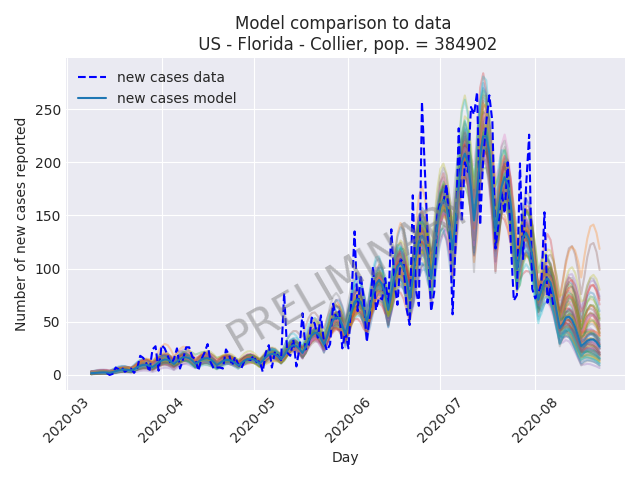 Model comparison to data
US - Florida - Collier, pop. = 384902
new cases data
new cases model
PRELIMINARY
Number of new cases reported
250
200
150
100
50
0
2020-03
2020-04
2020-05
2020-06
2020-07
2020-08
Day